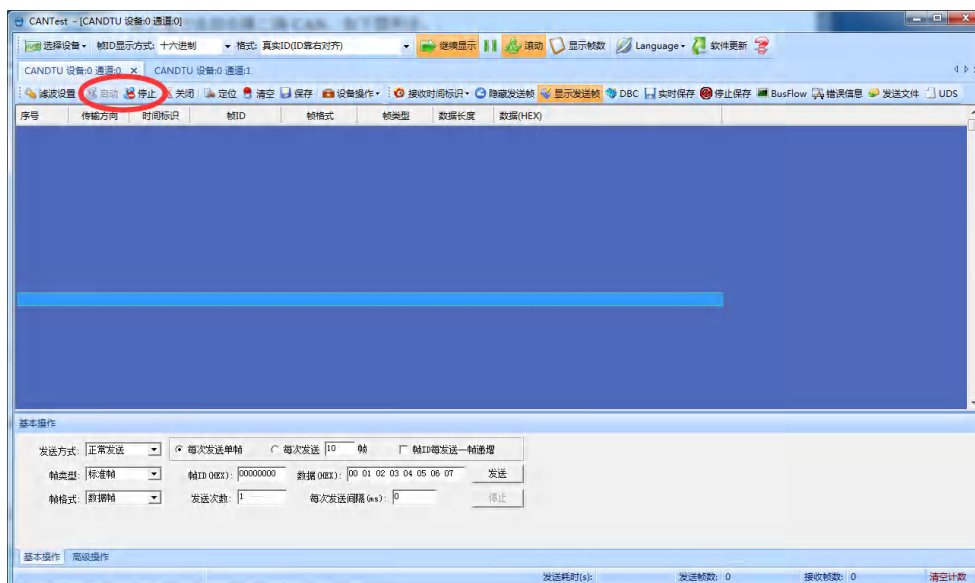 CANTest - [CANDTU 设备:0 通道:0]
选择设备 帧ID显示方式: 十六进制 格式: 真实ID(ID靠右对齐) 继续显示 滚动 显示帧数 Language 软件更新
CANDTU 设备:0 通道:0 × CANDTU 设备:0 通道:1
滤波设置 启动 停止 关闭 定位 清空 保存 设备操作 接收时间标识 隐藏发送帧 显示发送帧 DBC 实时保存 停止保存 BusFlow 错误信息 发送文件 UDS
序号 传输方向 时间标识 帧ID 帧格式 帧类型 数据长度 数据(HEX)
基本操作
发送方式: 正常发送 每次发送单帧 每次发送 10 帧 帧ID每发送一帧递增
帧类型: 标准帧 帧ID(HEX): 00000000 数据(HEX): 00 01 02 03 04 05 06 07 发送
帧格式: 数据帧 发送次数: 1 每次发送间隔(ms): 0 停止
基本操作 高级操作
发送耗时(s): 发送帧数: 0 接收帧数: 0 清空计数